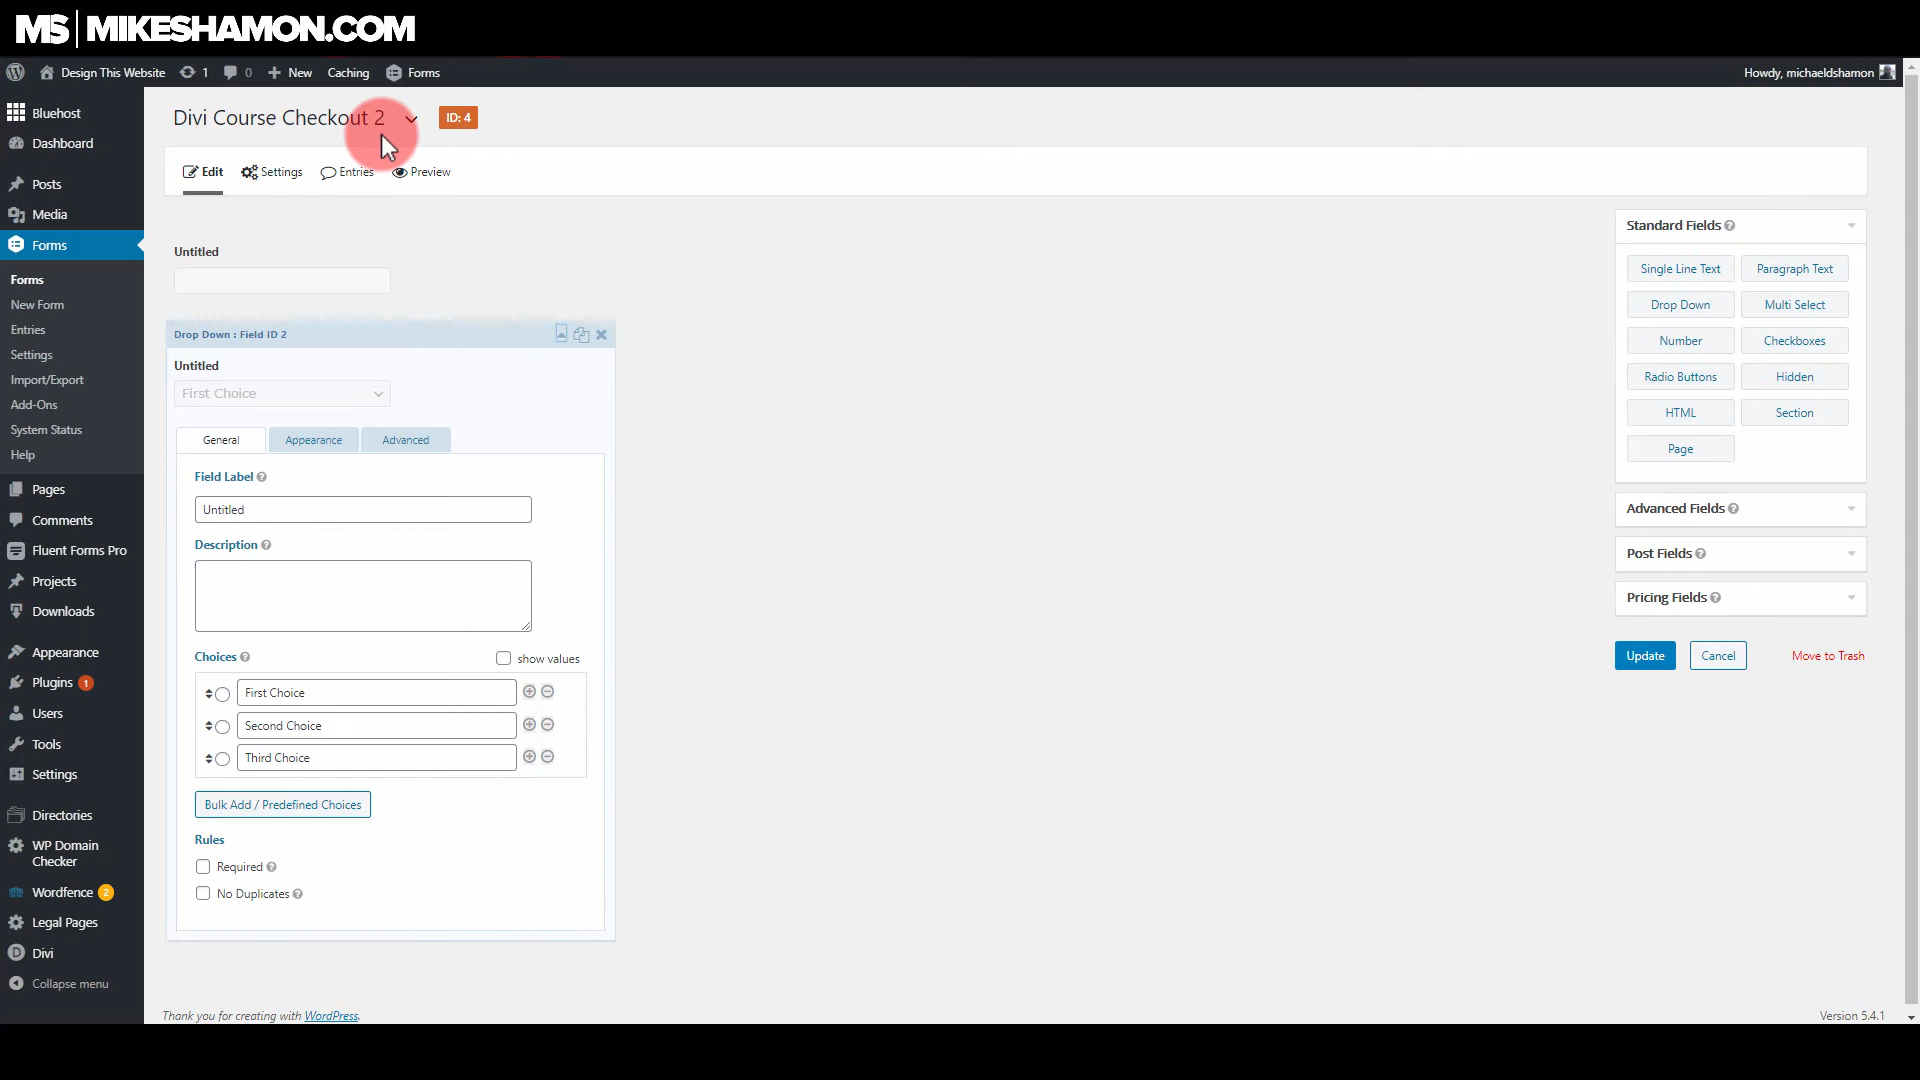 MS | MIKESHAMON.COM
Design This Website 1 0 New Caching Forms Howdy, michaeldshamon
Bluehost
Dashboard
Posts
Media
Forms
Forms
New Form
Entries
Settings
Import/Export
Add-Ons
System Status
Help
Pages
Comments
Fluent Forms Pro
Projects
Downloads
Appearance
Plugins 1
Users
Tools
Settings
Directories
WP Domain
Checker
Wordfence 2
Legal Pages
Divi
Collapse menu
Divi Course Checkout 2 ID: 4
Edit Settings Entries Preview
Untitled
Drop Down : Field ID 2
Untitled
First Choice
General Appearance Advanced
Field Label
Untitled
Description
Choices show values
First Choice
Second Choice
Third Choice
Bulk Add / Predefined Choices
Rules
Required
No Duplicates
Standard Fields
Single Line Text Paragraph Text
Drop Down Multi Select
Number Checkboxes
Radio Buttons Hidden
HTML Section
Page
Advanced Fields
Post Fields
Pricing Fields
Update Cancel Move to Trash
Thank you for creating with WordPress. Version 5.4.1